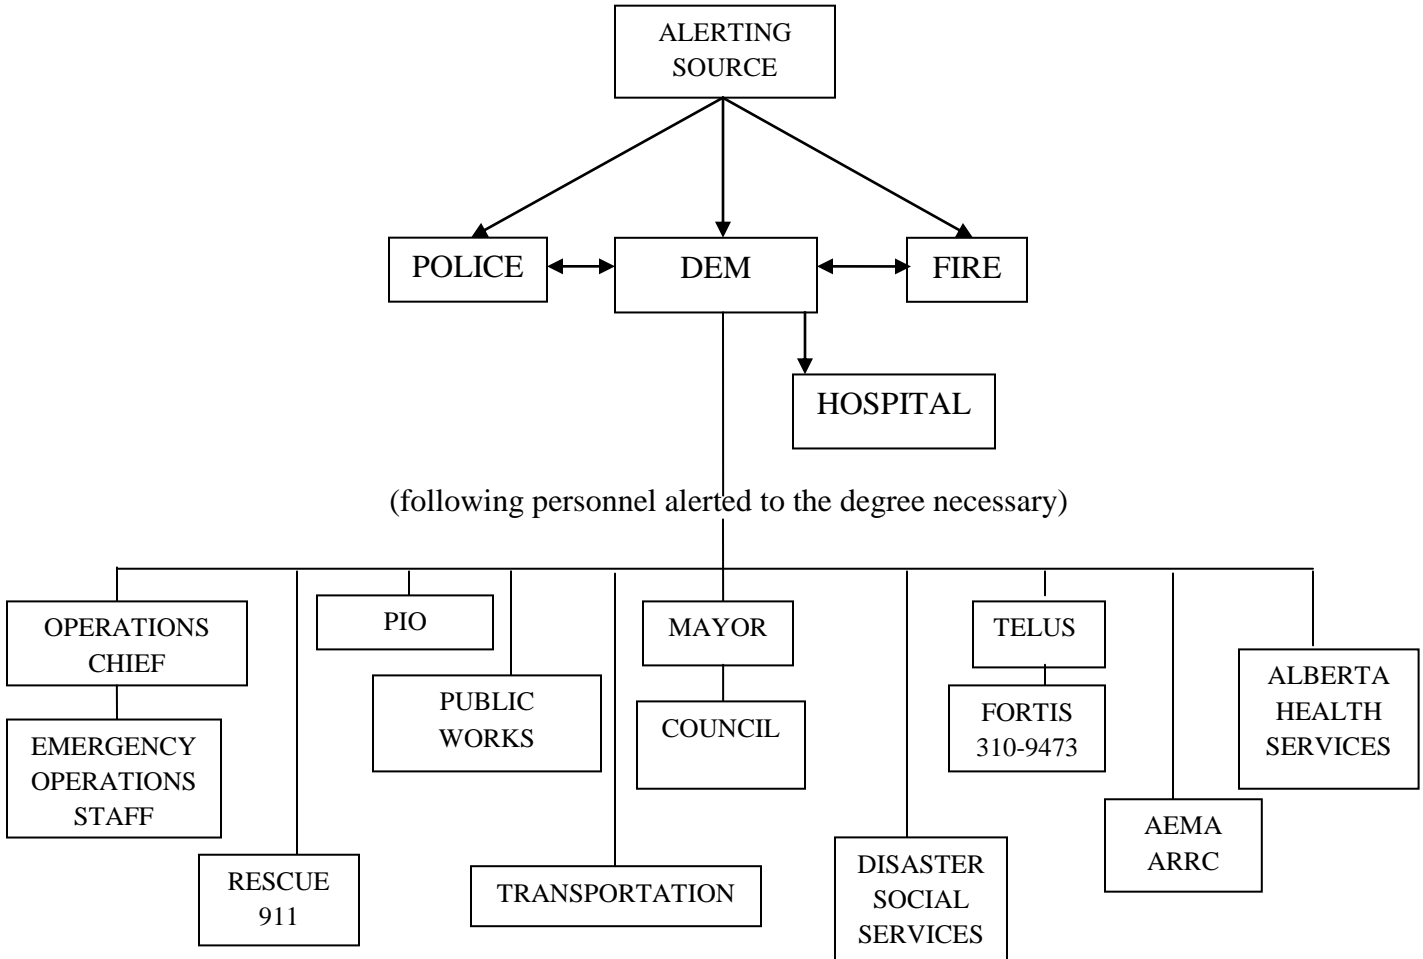 ALERTING
SOURCE
POLICE
DEM
FIRE
HOSPITAL
(following personnel alerted to the degree necessary)
OPERATIONS
CHIEF
EMERGENCY
OPERATIONS
STAFF
RESCUE
911
PIO
PUBLIC
WORKS
TRANSPORTATION
MAYOR
COUNCIL
DISASTER
SOCIAL
SERVICES
TELUS
FORTIS
310-9473
AEMA
ARRC
ALBERTA
HEALTH
SERVICES